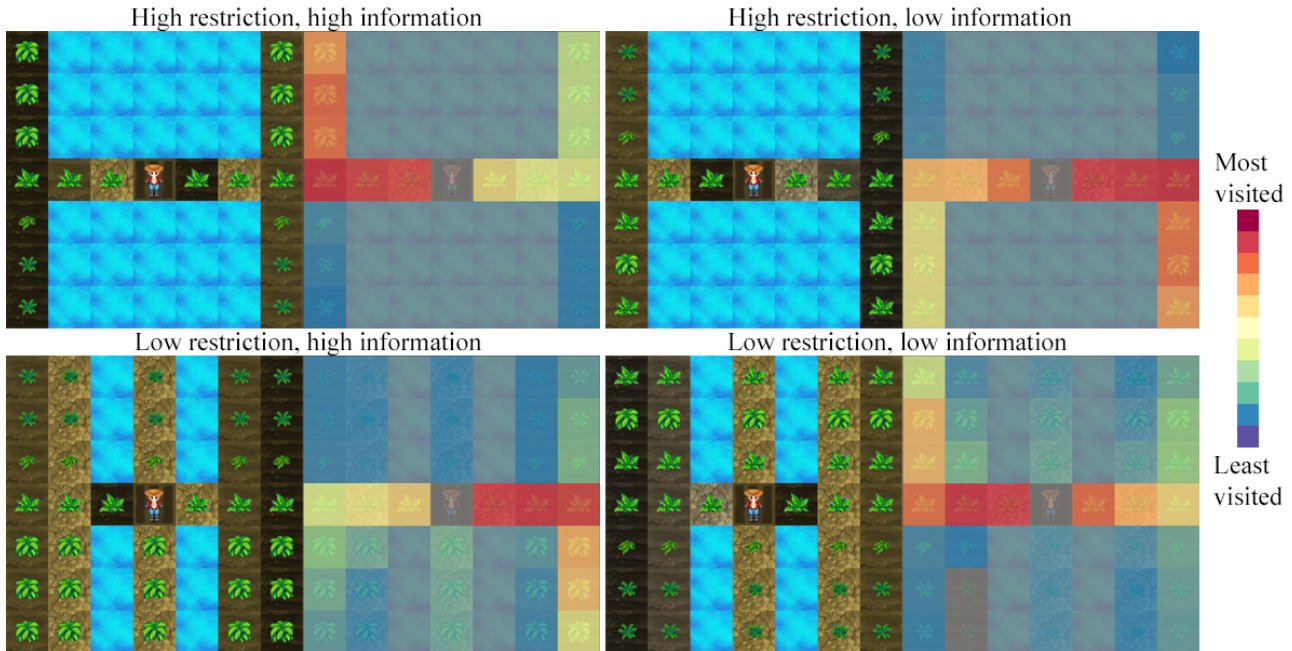 High restriction, high information
High restriction, low information
Most
visited
Least
visited
Low restriction, high information
Low restriction, low information